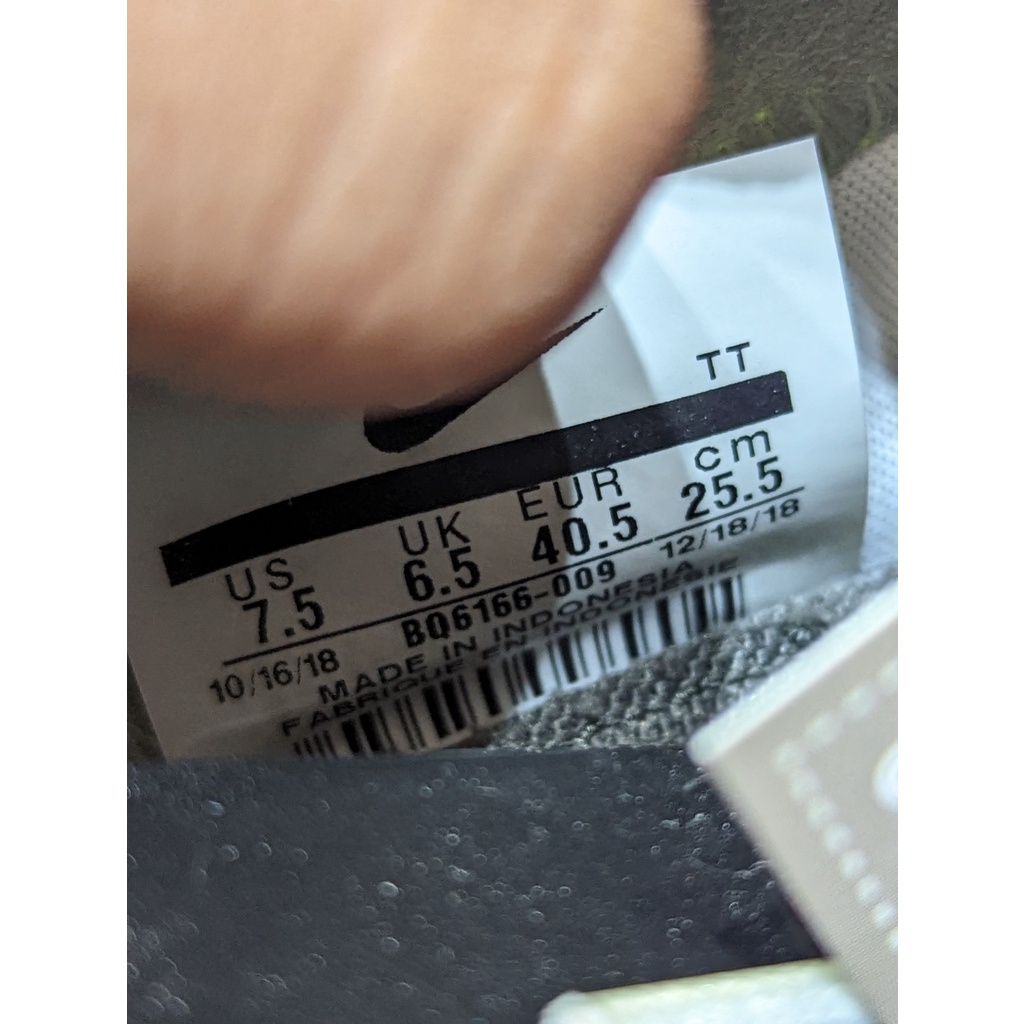 TT
US UK EUR cm
7.5 6.5 40.5 25.5
10/16/18 BQ6166-009 12/18/18
MADE IN INDONESIA
FABRIQUE EN INDONESIE